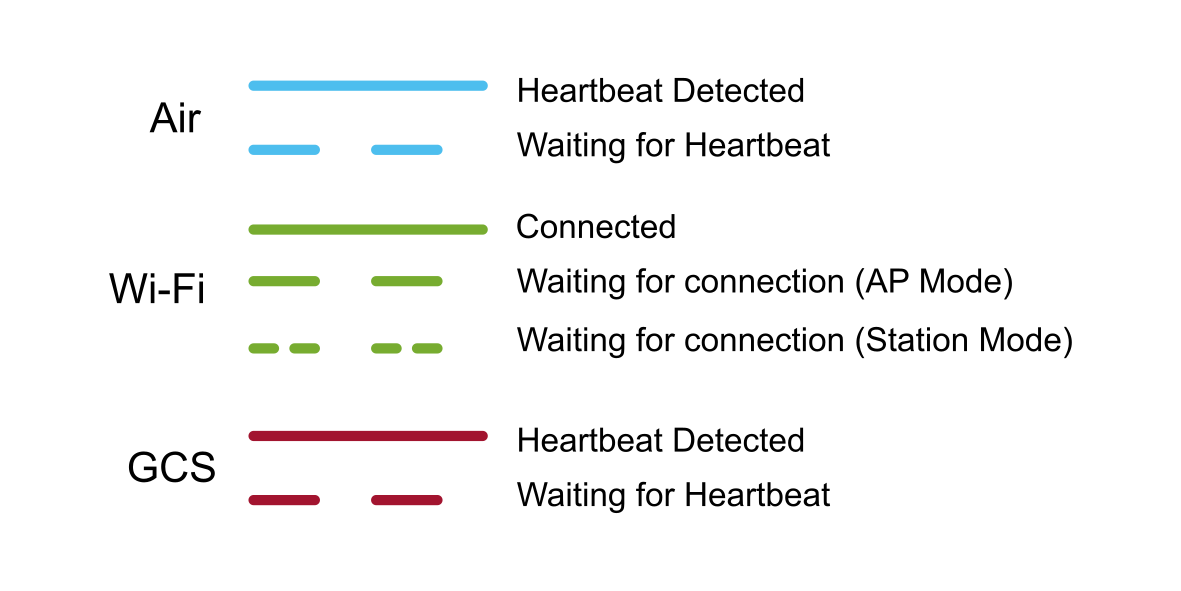 Air
Heartbeat Detected
Waiting for Heartbeat
Wi-Fi
Connected
Waiting for connection (AP Mode)
Waiting for connection (Station Mode)
GCS
Heartbeat Detected
Waiting for Heartbeat